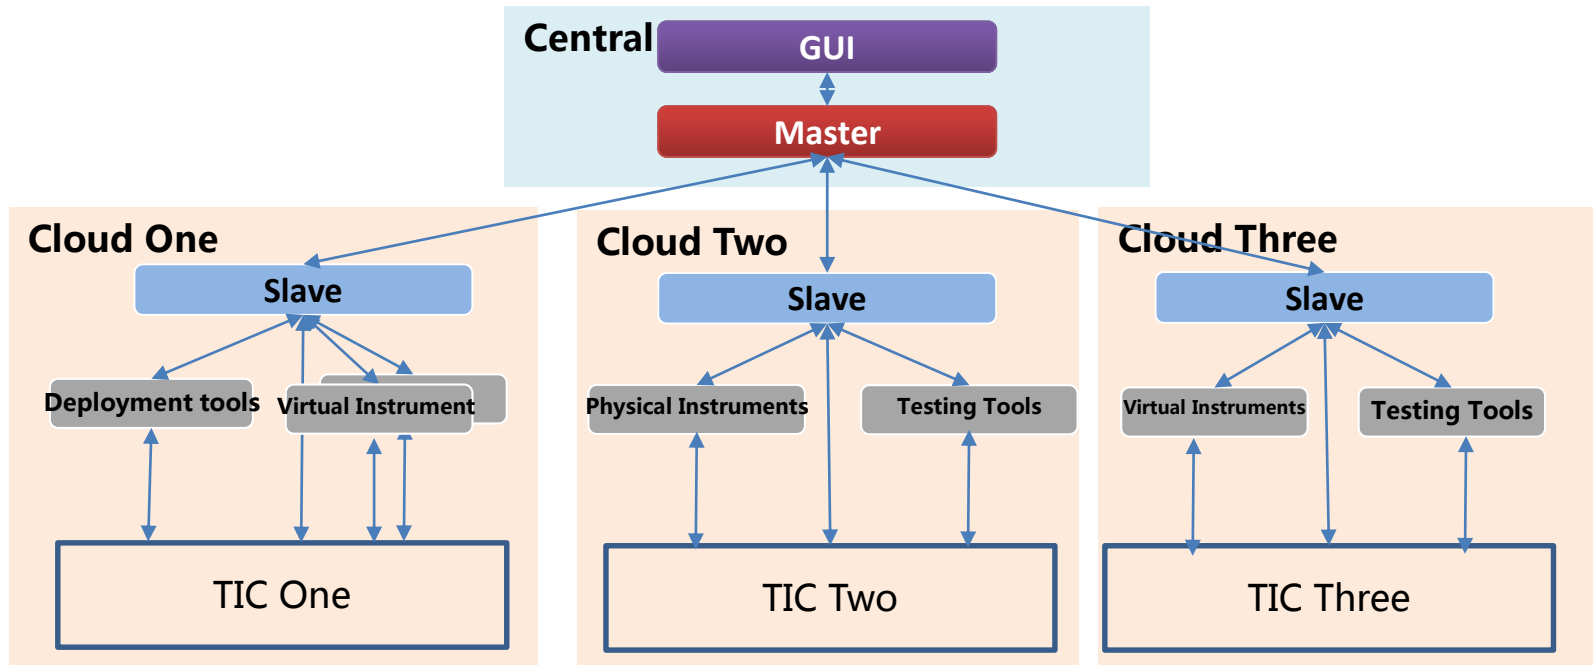 Central
GUI
Master
Cloud One
Slave
Deployment tools
Virtual Instrument
TIC One
Cloud Two
Slave
Physical Instruments
Testing Tools
TIC Two
Cloud Three
Slave
Virtual Instruments
Testing Tools
TIC Three